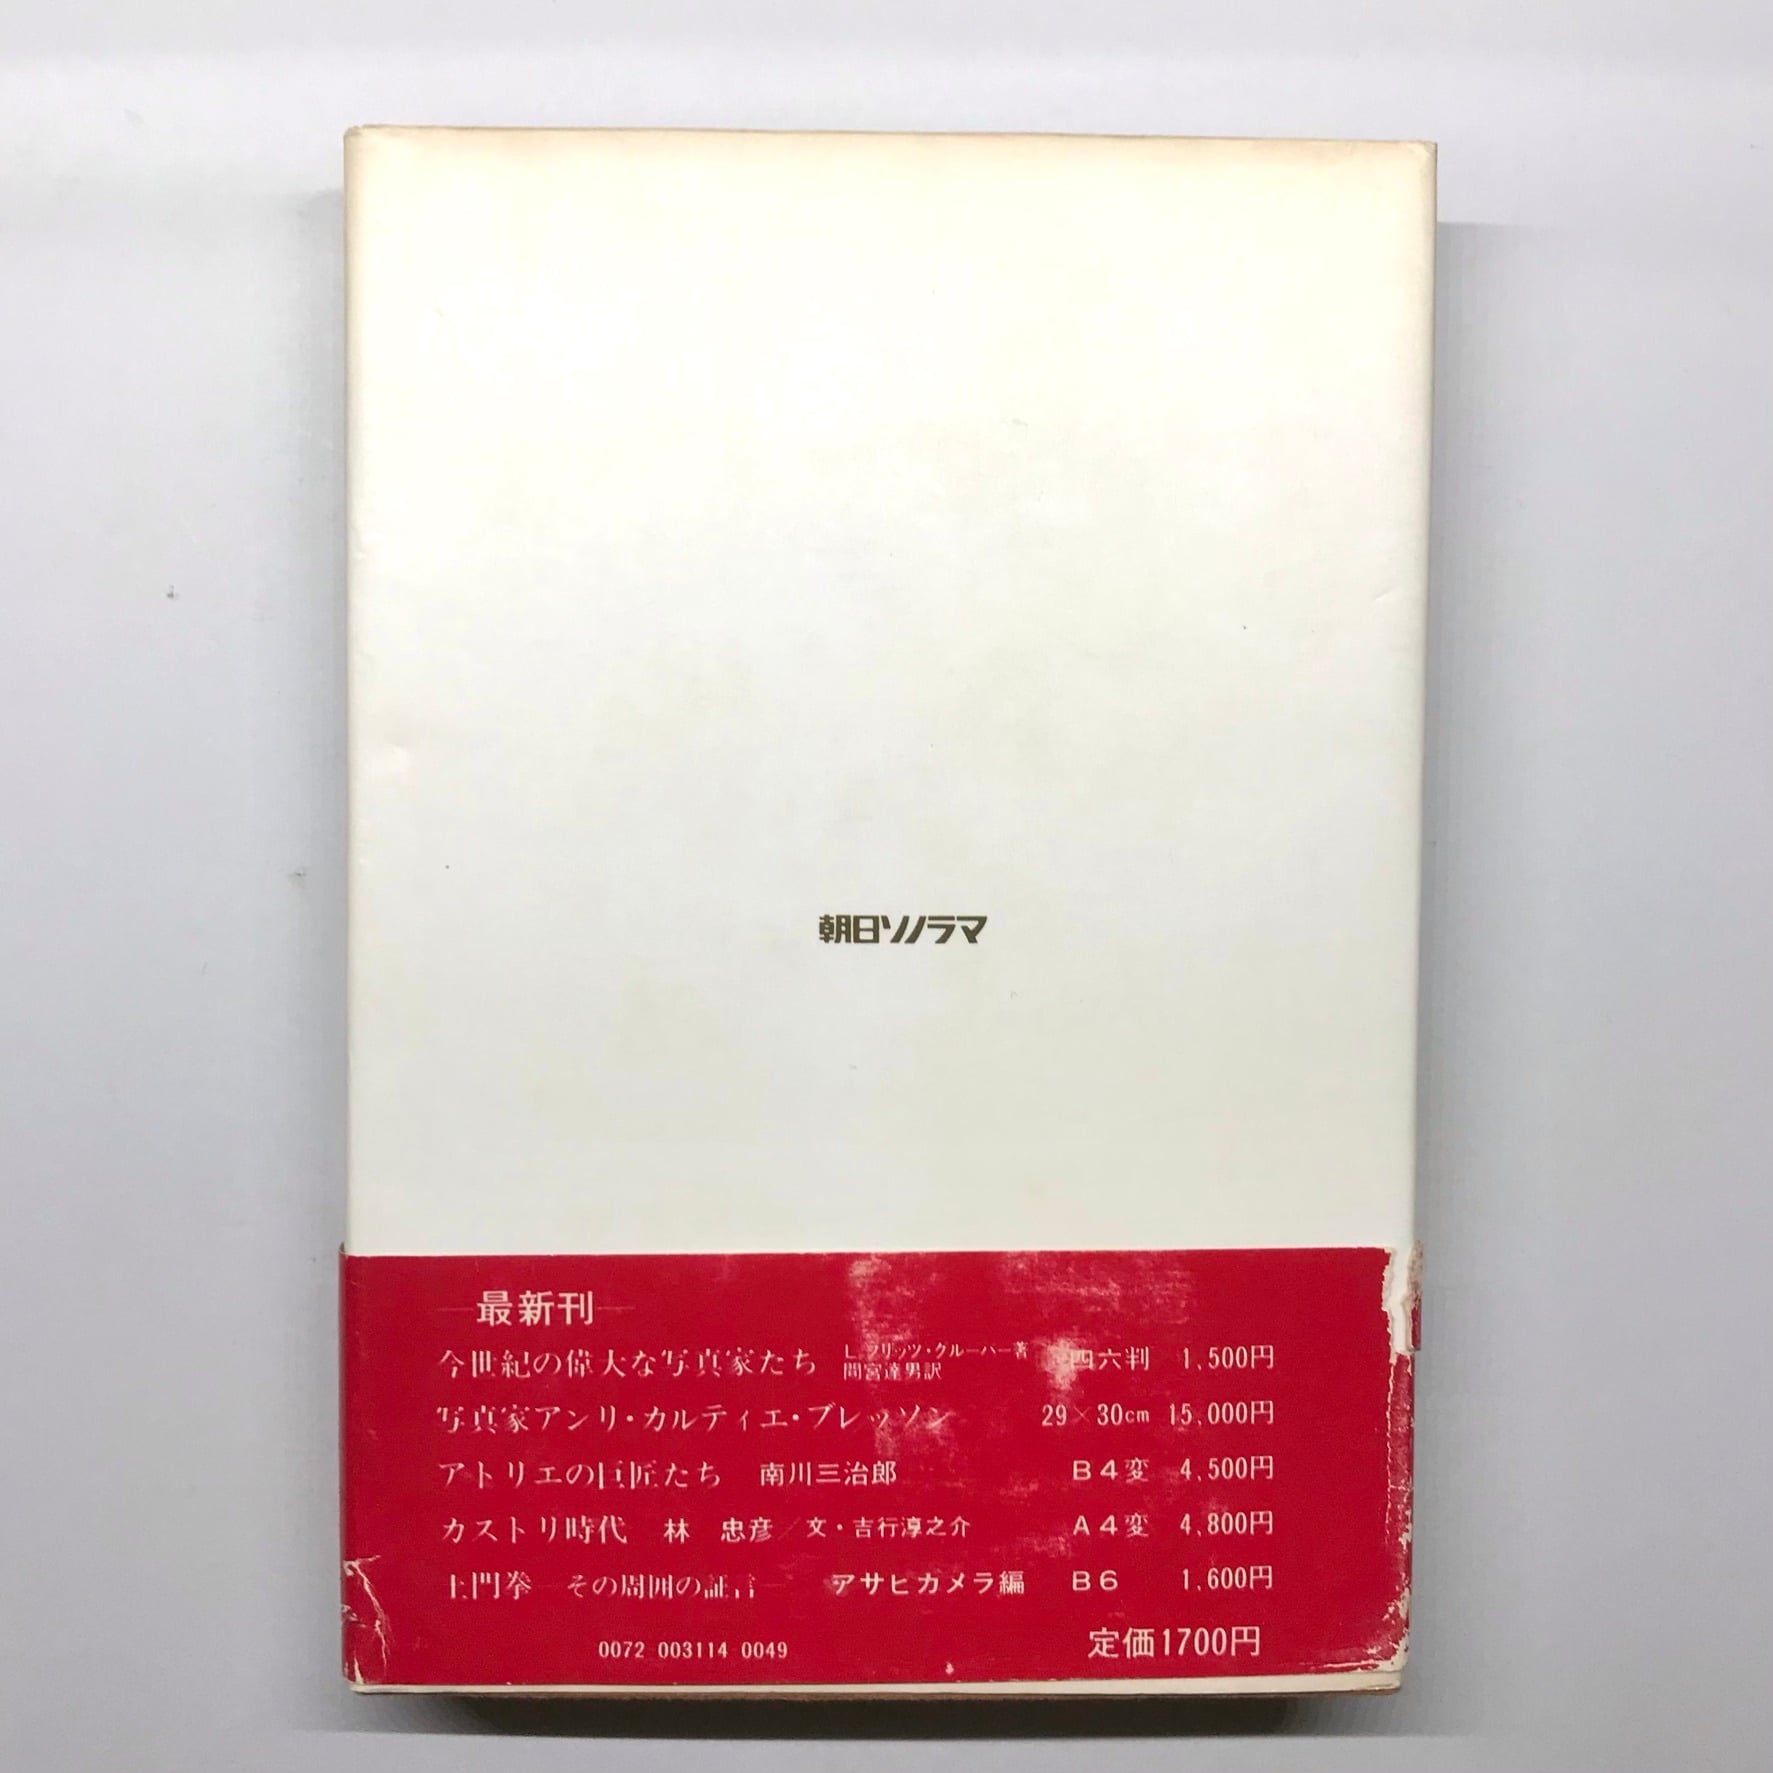 朝日ソノラマ
—最新刊—
今世紀の偉大な写真家たち L.フリッツ・グルーバー著 間宮達男訳 四六判 1,500円
写真家アンリ・カルティエ・ブレッソン 29×30cm 15,000円
アトリエの巨匠たち 南川三治郎 B4変 4,500円
カストリ時代 林 忠彦／文・吉行淳之介 A4変 4,800円
土門拳—その周囲の証言— アサヒカメラ編 B6 1,600円
0072 003114 0049 定価1700円